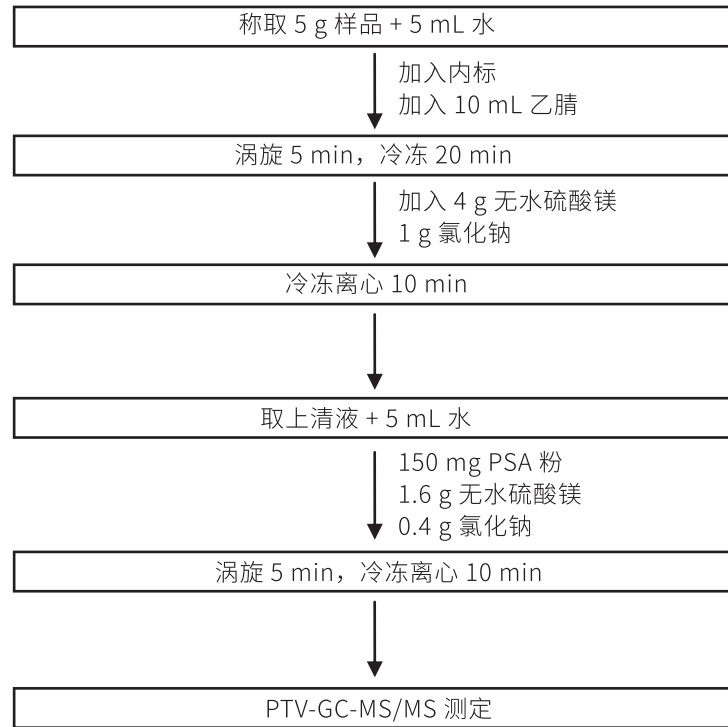 称取 5 g 样品 + 5 mL 水
加入内标
加入 10 mL 乙腈
涡旋 5 min，冷冻 20 min
加入 4 g 无水硫酸镁
1 g 氯化钠
冷冻离心 10 min
取上清液 + 5 mL 水
150 mg PSA 粉
1.6 g 无水硫酸镁
0.4 g 氯化钠
涡旋 5 min，冷冻离心 10 min
PTV-GC-MS/MS 测定